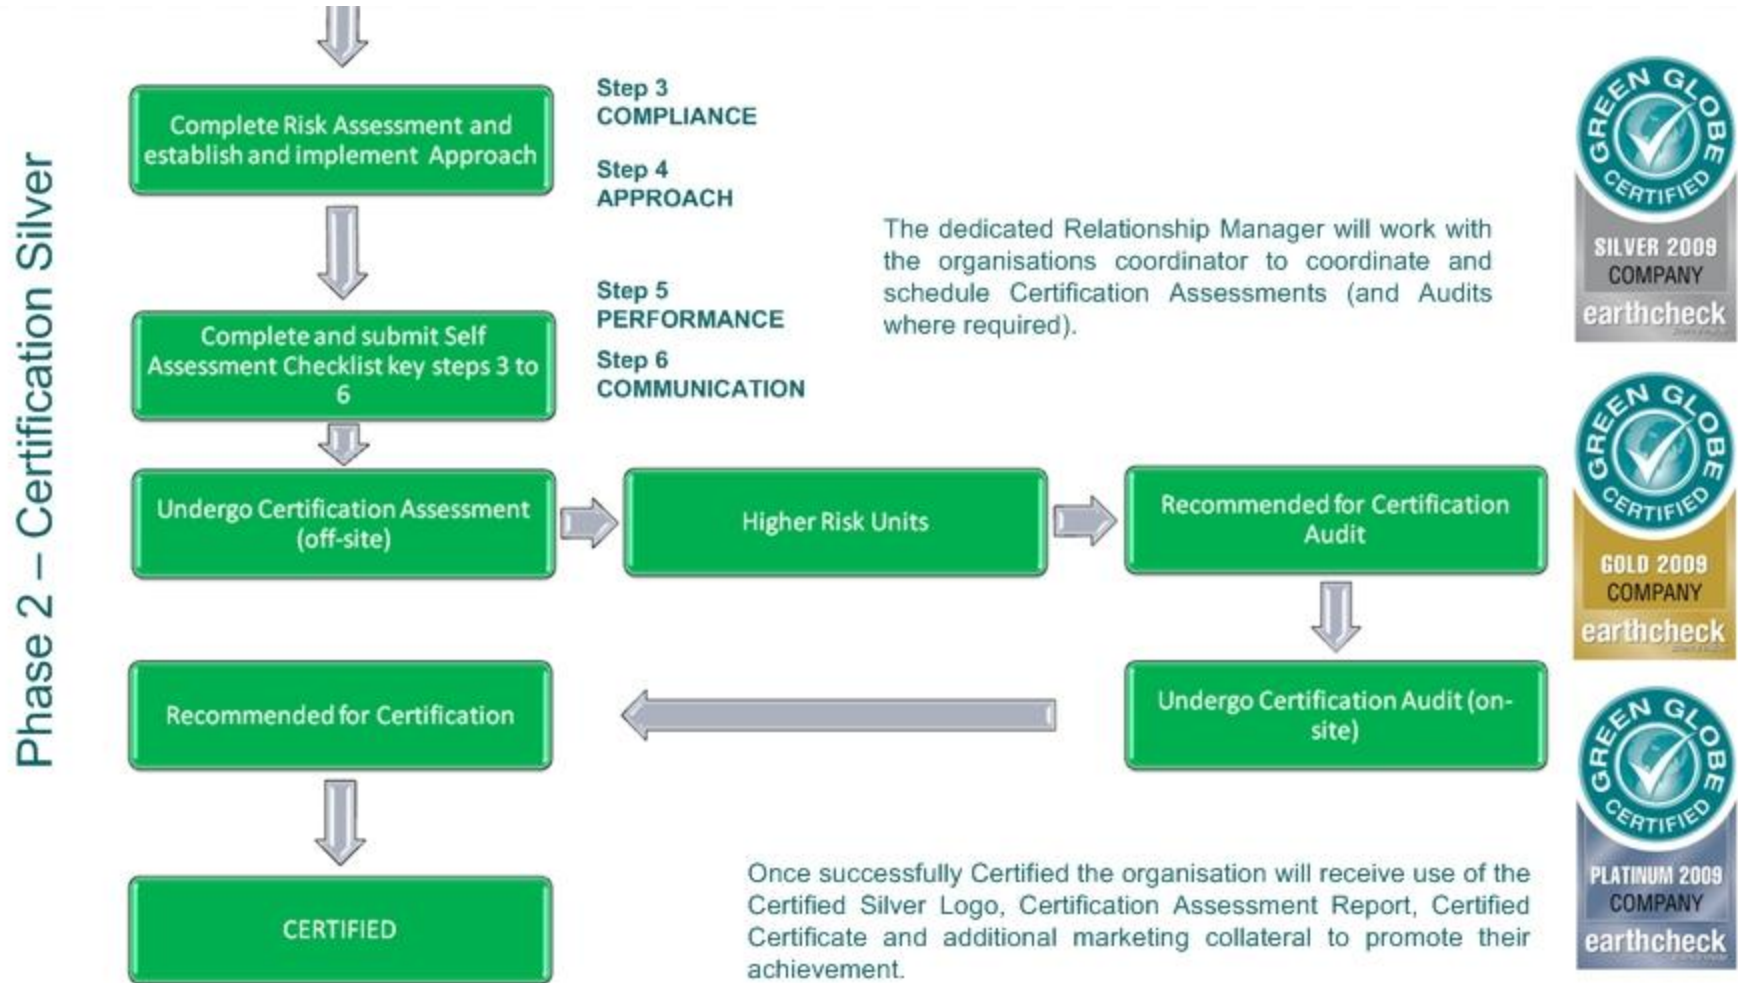 Phase 2 – Certification Silver
Complete Risk Assessment and
establish and implement Approach
Step 3
COMPLIANCE
Step 4
APPROACH
The dedicated Relationship Manager will work with
the organisations coordinator to coordinate and
schedule Certification Assessments (and Audits
where required).
Step 5
PERFORMANCE
Step 6
COMMUNICATION
Complete and submit Self
Assessment Checklist key steps 3 to
6
Undergo Certification Assessment
(off-site)
Higher Risk Units
Recommended for Certification
Audit
Undergo Certification Audit (on-
site)
Recommended for Certification
CERTIFIED
Once successfully Certified the organisation will receive use of the
Certified Silver Logo, Certification Assessment Report, Certified
Certificate and additional marketing collateral to promote their
achievement.
GREEN GLOBE
CERTIFIED
SILVER 2009
COMPANY
earthcheck
GREEN GLOBE
CERTIFIED
GOLD 2009
COMPANY
earthcheck
GREEN GLOBE
CERTIFIED
PLATINUM 2009
COMPANY
earthcheck